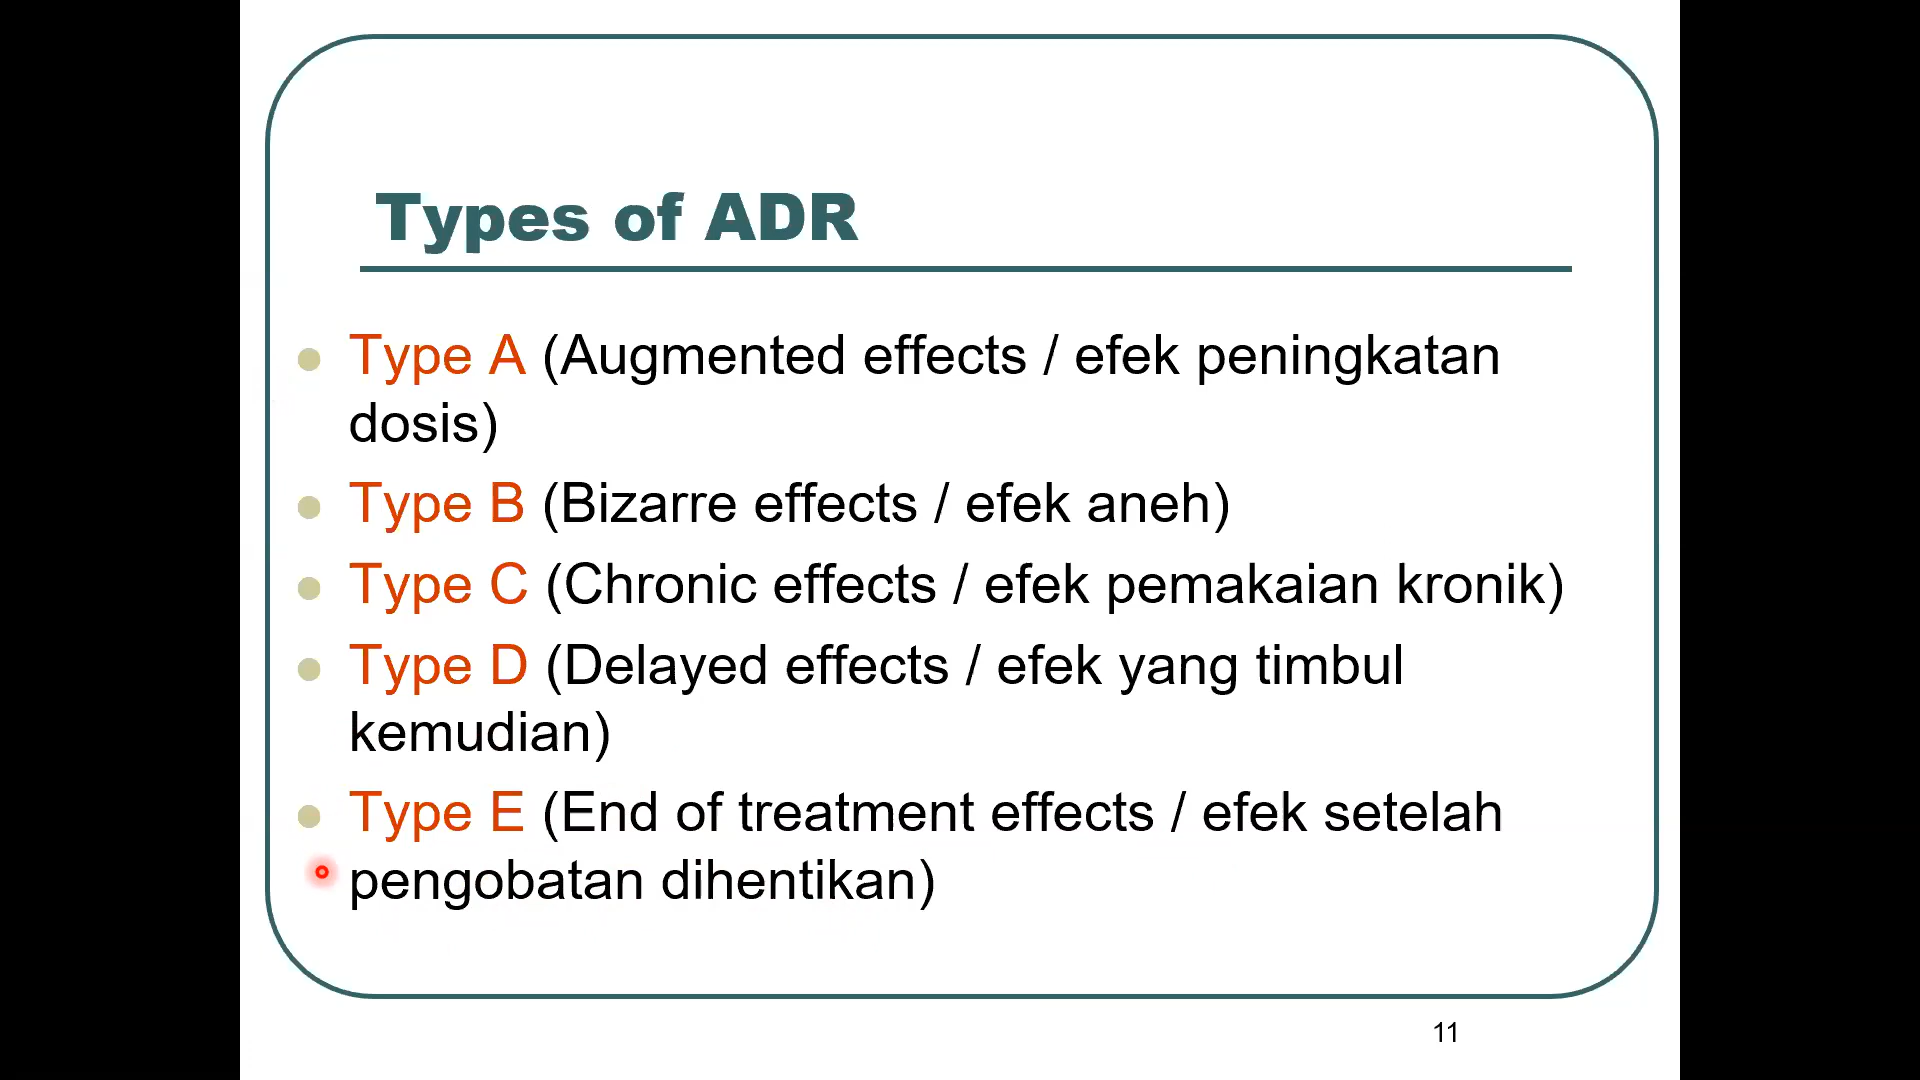 Types of ADR
Type A (Augmented effects / efek peningkatan
dosis)
Type B (Bizarre effects / efek aneh)
Type C (Chronic effects / efek pemakaian kronik)
Type D (Delayed effects / efek yang timbul
kemudian)
Type E (End of treatment effects / efek setelah
pengobatan dihentikan)
11